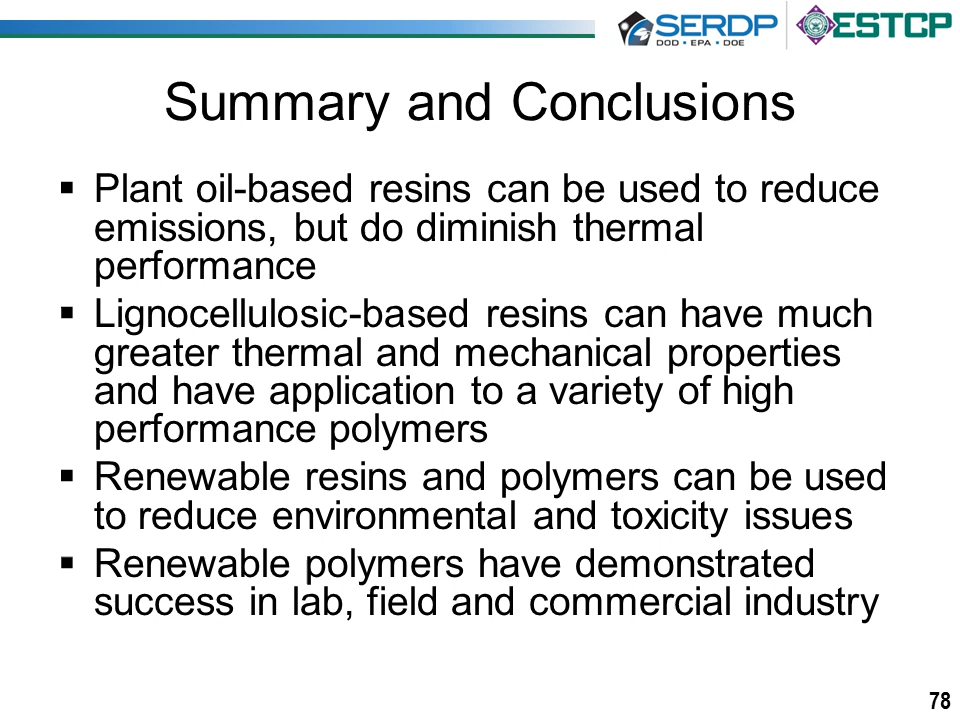 SERDP
DOD • EPA • DOE
ESTCP
Summary and Conclusions
▪ Plant oil-based resins can be used to reduce
emissions, but do diminish thermal
performance
▪ Lignocellulosic-based resins can have much
greater thermal and mechanical properties
and have application to a variety of high
performance polymers
▪ Renewable resins and polymers can be used
to reduce environmental and toxicity issues
▪ Renewable polymers have demonstrated
success in lab, field and commercial industry
78